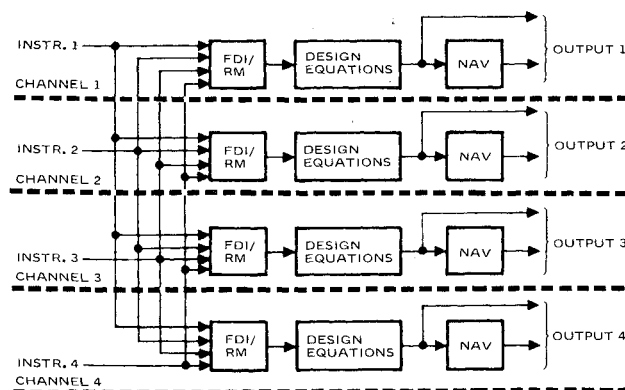 INSTR. 1
FDI/
RM
DESIGN
EQUATIONS
NAV
OUTPUT 1
CHANNEL 1
INSTR. 2
FDI/
RM
DESIGN
EQUATIONS
NAV
OUTPUT 2
CHANNEL 2
INSTR. 3
FDI/
RM
DESIGN
EQUATIONS
NAV
OUTPUT 3
CHANNEL 3
INSTR. 4
FDI/
RM
DESIGN
EQUATIONS
NAV
OUTPUT 4
CHANNEL 4